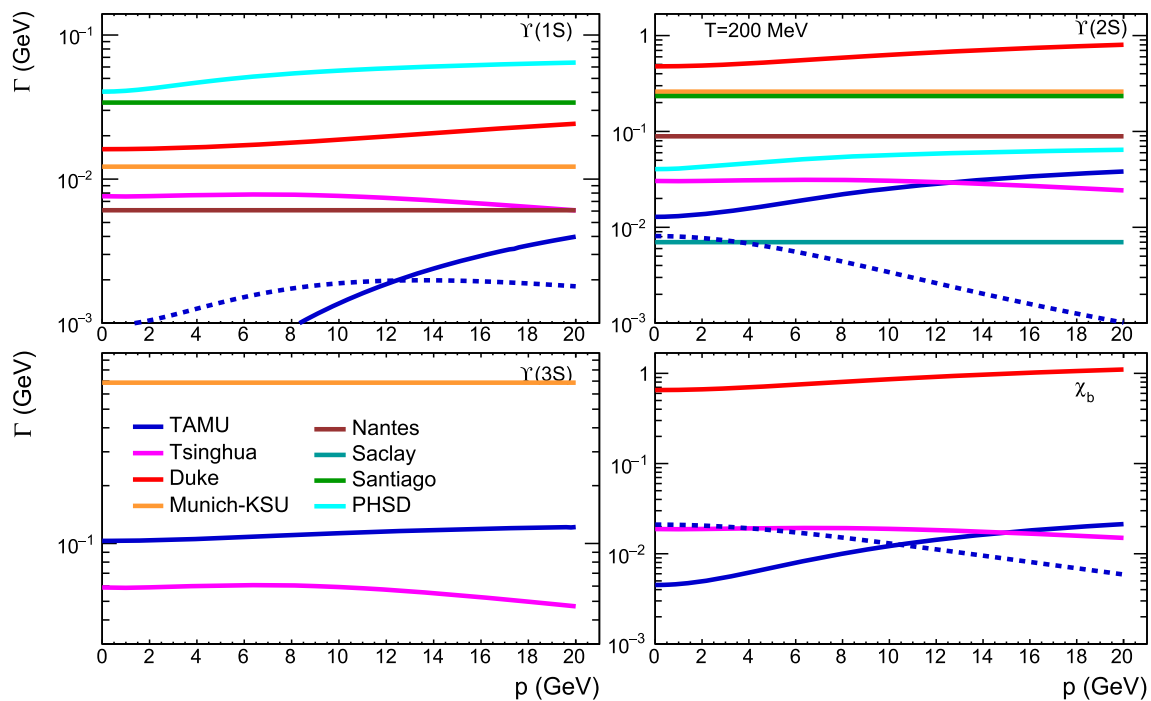 Γ (GeV)
ϒ(1S)
10⁻¹
10⁻²
10⁻³
0 2 4 6 8 10 12 14 16 18 20
T=200 MeV
ϒ(2S)
1
10⁻¹
10⁻²
10⁻³
0 2 4 6 8 10 12 14 16 18 20
Γ (GeV)
ϒ(3S)
TAMU
Tsinghua
Duke
Munich-KSU
Nantes
Saclay
Santiago
PHSD
10⁻¹
0 2 4 6 8 10 12 14 16 18 20
p (GeV)
χb
1
10⁻¹
10⁻²
10⁻³
0 2 4 6 8 10 12 14 16 18 20
p (GeV)